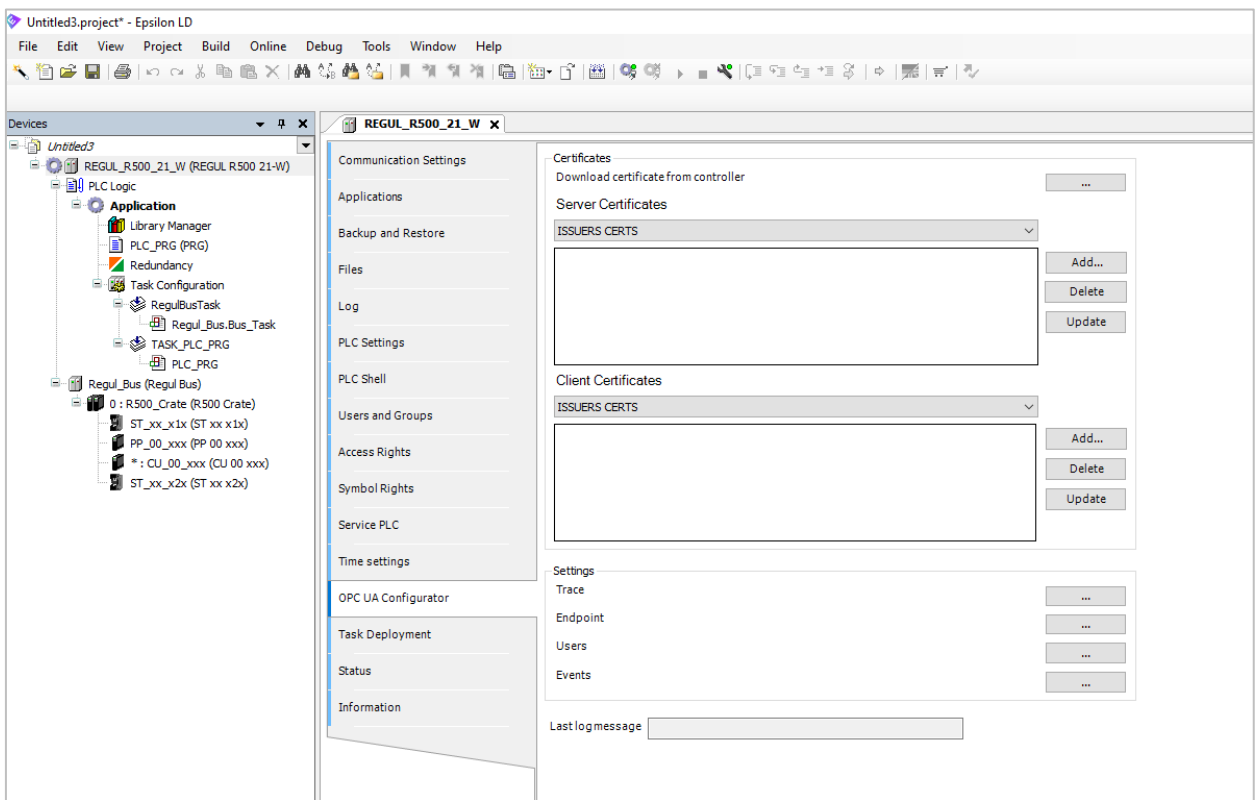 Untitled3.project* - Epsilon LD
File Edit View Project Build Online Debug Tools Window Help
Devices
Untitled3
REGUL_R500_21_W (REGUL R500 21-W)
PLC Logic
Application
Library Manager
PLC_PRG (PRG)
Redundancy
Task Configuration
RegulBusTask
Regul_Bus.Bus_Task
TASK_PLC_PRG
PLC_PRG
Regul_Bus (Regul Bus)
0 : R500_Crate (R500 Crate)
ST_xx_x1x (ST xx x1x)
PP_00_xxx (PP 00 xxx)
* : CU_00_xxx (CU 00 xxx)
ST_xx_x2x (ST xx x2x)
REGUL_R500_21_W x
Communication Settings
Applications
Backup and Restore
Files
Log
PLC Settings
PLC Shell
Users and Groups
Access Rights
Symbol Rights
Service PLC
Time settings
OPC UA Configurator
Task Deployment
Status
Information
Certificates
Download certificate from controller ...
Server Certificates
ISSUERS CERTS
Add...
Delete
Update
Client Certificates
ISSUERS CERTS
Add...
Delete
Update
Settings
Trace ...
Endpoint ...
Users ...
Events ...
Last log message